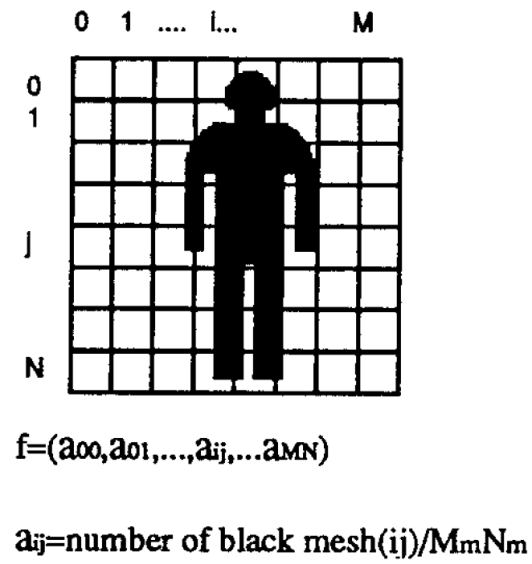 0 1 .... i... M
0
1
j
N
f=(a00,a01,...,aij,...aMN)
aij=number of black mesh(ij)/MmNm